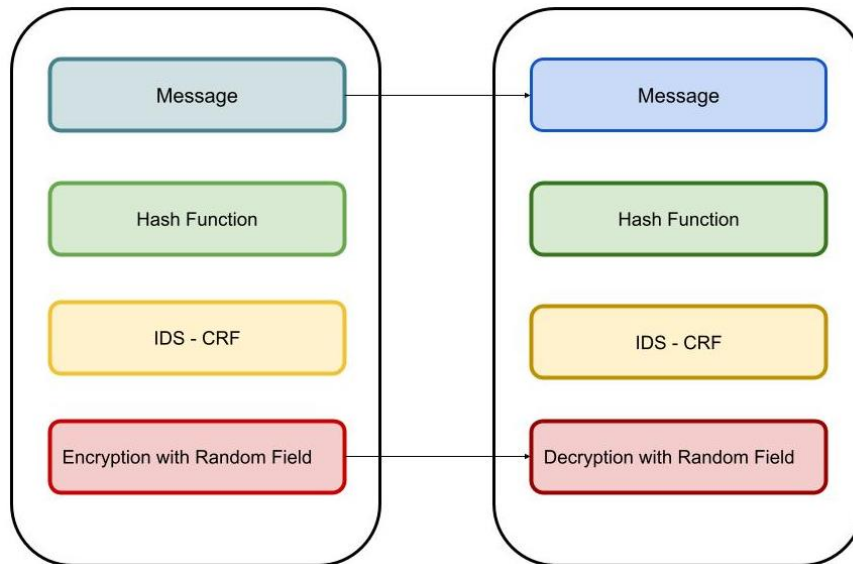 Message
Message
Hash Function
Hash Function
IDS - CRF
IDS - CRF
Encryption with Random Field
Decryption with Random Field